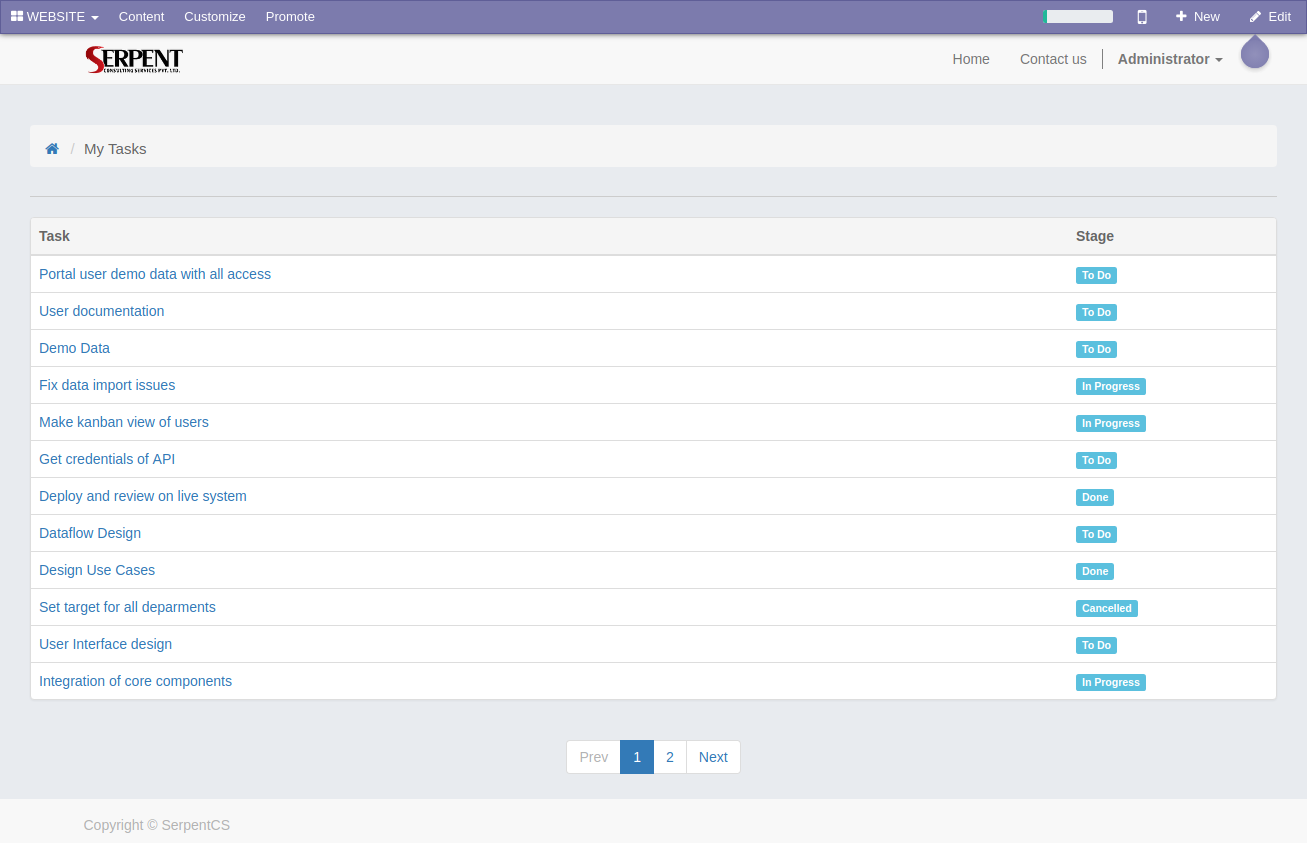 WEBSITE Content Customize Promote New Edit
SERPENT
CONSULTING SERVICES PVT. LTD.
Home Contact us Administrator
/ My Tasks
Task Stage
Portal user demo data with all access To Do
User documentation To Do
Demo Data To Do
Fix data import issues In Progress
Make kanban view of users In Progress
Get credentials of API To Do
Deploy and review on live system Done
Dataflow Design To Do
Design Use Cases Done
Set target for all deparments Cancelled
User Interface design To Do
Integration of core components In Progress
Prev 1 2 Next
Copyright © SerpentCS